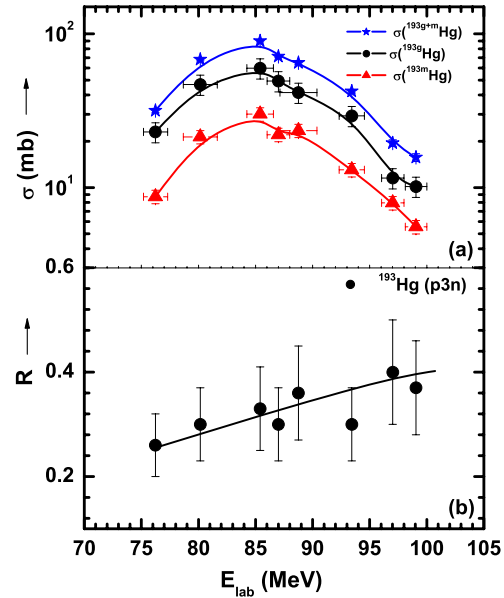 10²
σ(¹⁹³ᵍ⁺ᵐHg)
σ(¹⁹³ᵍHg)
σ(¹⁹³ᵐHg)
σ (mb)
10¹
(a)
0.6
¹⁹³Hg (p3n)
R
0.4
0.2
(b)
70 75 80 85 90 95 100 105
E_lab (MeV)